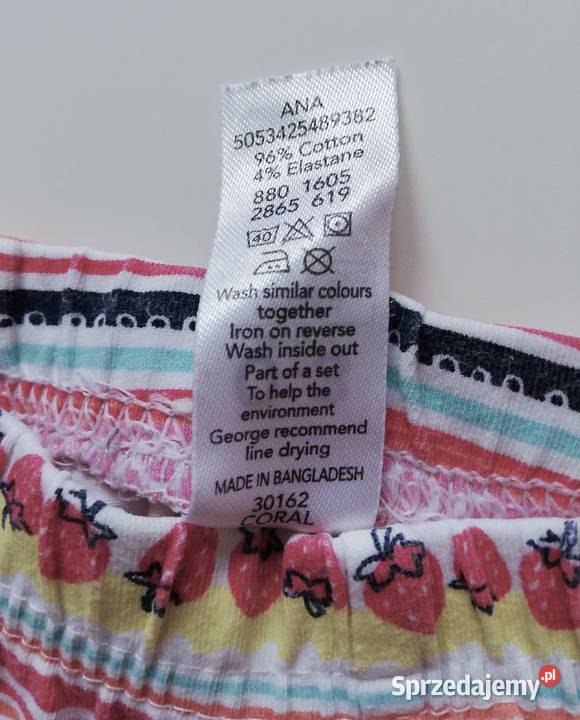 ANA
5053425489382
96% Cotton
4% Elastane
880 1605
2865 619
40
Wash similar colours
together
Iron on reverse
Wash inside out
Part of a set
To help the
environment
George recommend
line drying
MADE IN BANGLADESH
30162
CORAL
Sprzedajemy.pl